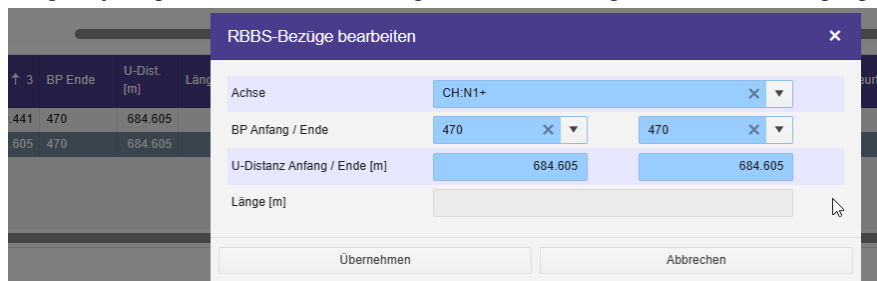 RBBS-Bezüge bearbeiten ×
↑ 3 BP Ende U-Dist. [m] Läng
.441 470 684.605
.605 470 684.605
Achse CH:N1+
BP Anfang / Ende 470 470
U-Distanz Anfang / Ende [m] 684.605 684.605
Länge [m]
Übernehmen Abbrechen